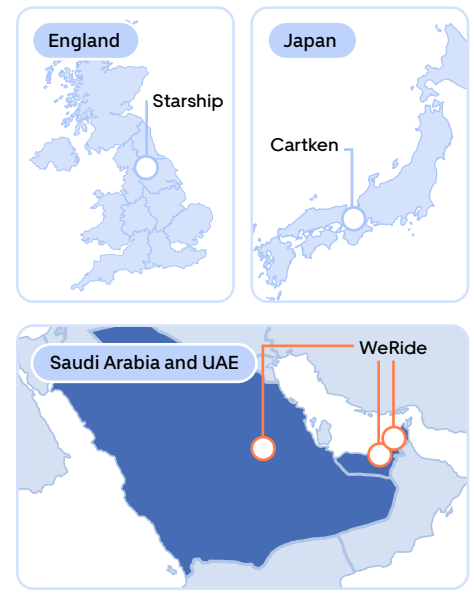 England
Starship
Japan
Cartken
Saudi Arabia and UAE
WeRide